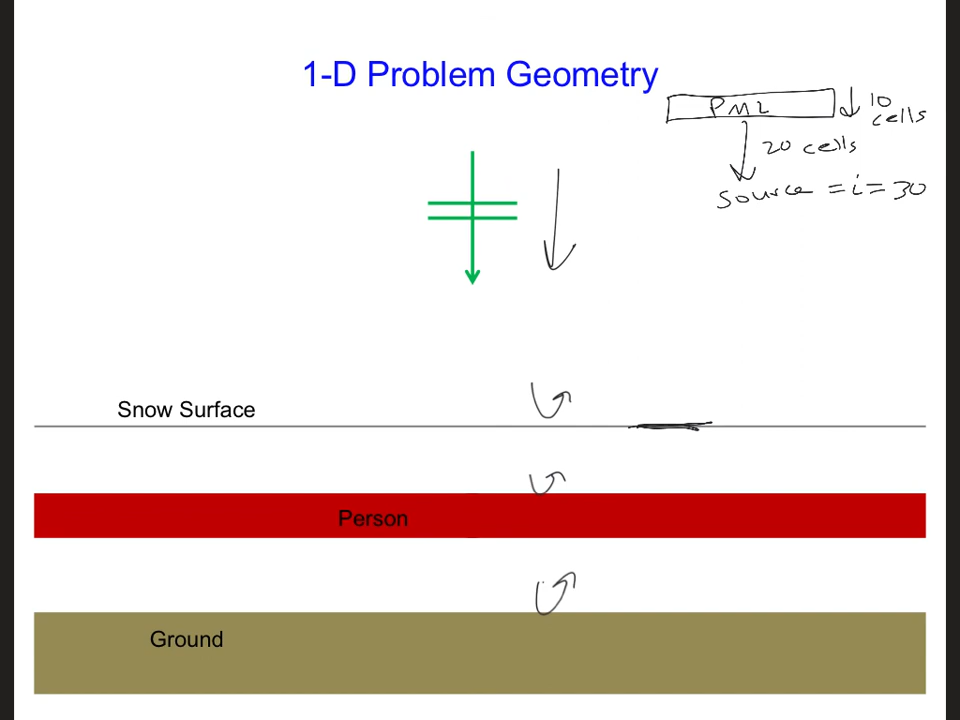 1-D Problem Geometry
PML
10
cells
20 cells
source = i = 30
Snow Surface
Person
Ground